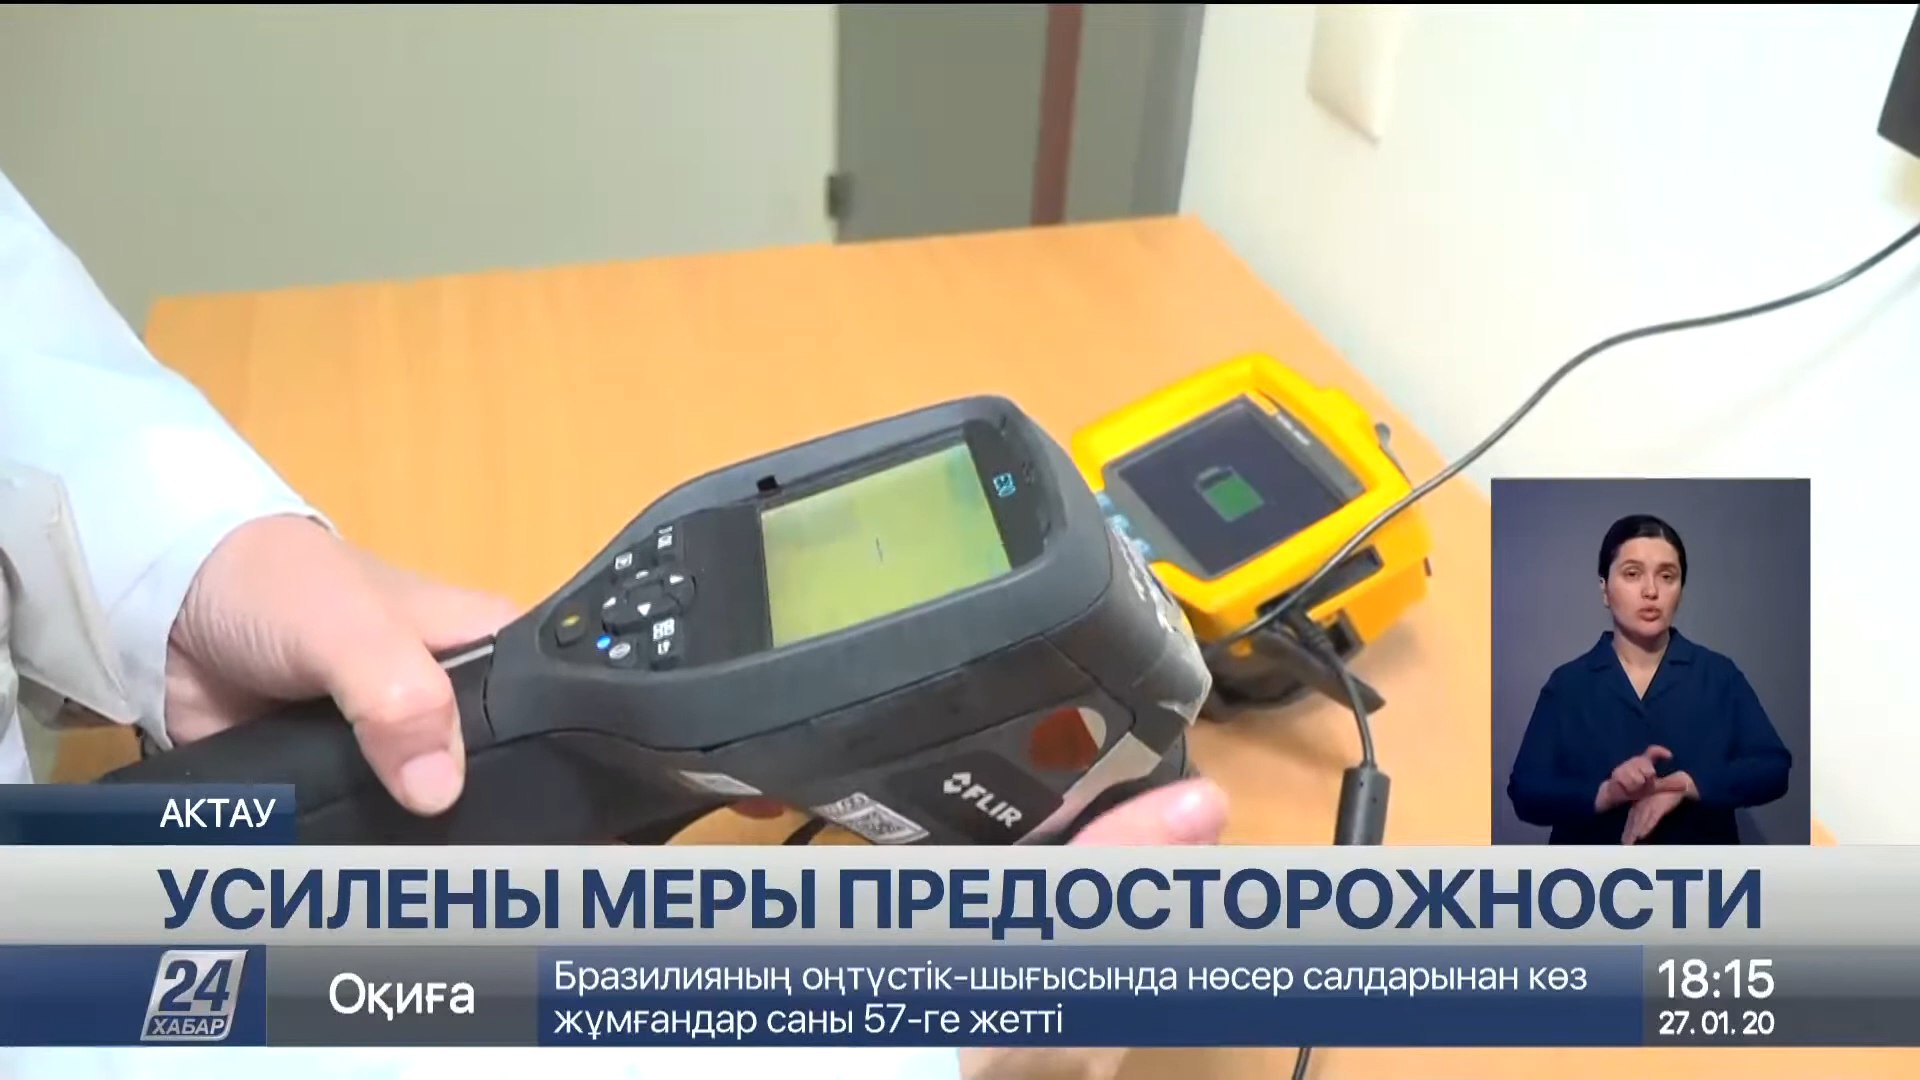 E30
FLIR
АКТАУ
УСИЛЕНЫ МЕРЫ ПРЕДОСТОРОЖНОСТИ
24
ХАБАР
Оқиға
Бразилияның оңтүстік-шығысында нөсер салдарынан көз
жұмғандар саны 57-ге жетті
18:15
27. 01. 20